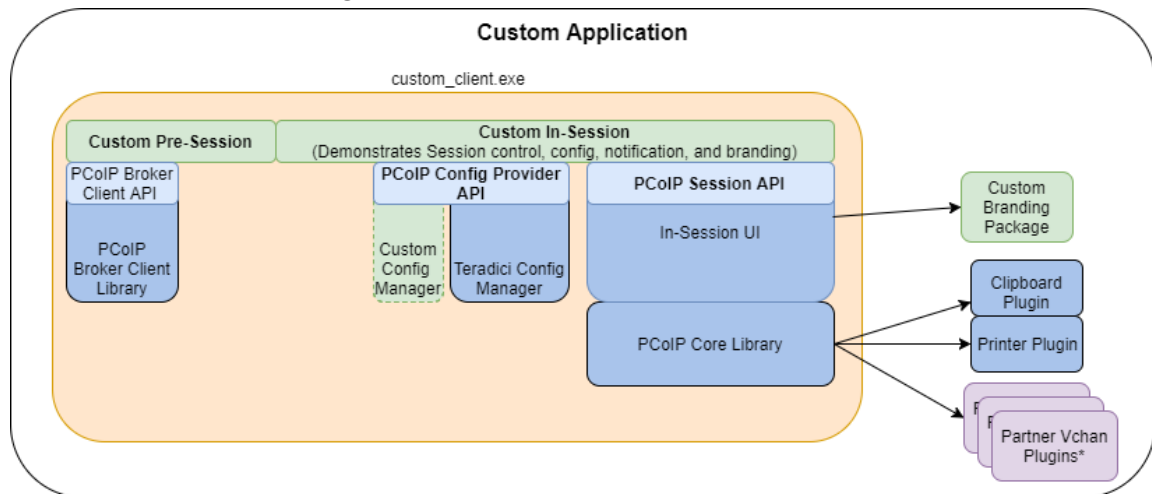 Custom Application
custom_client.exe
Custom Pre-Session
Custom In-Session
(Demonstrates Session control, config, notification, and branding)
PCoIP Broker
Client API
PCoIP
Broker Client
Library
PCoIP Config Provider
API
Custom
Config
Manager
Teradici Config
Manager
PCoIP Session API
In-Session UI
PCoIP Core Library
Custom
Branding
Package
Clipboard
Plugin
Printer Plugin
Partner Vchan
Plugins*